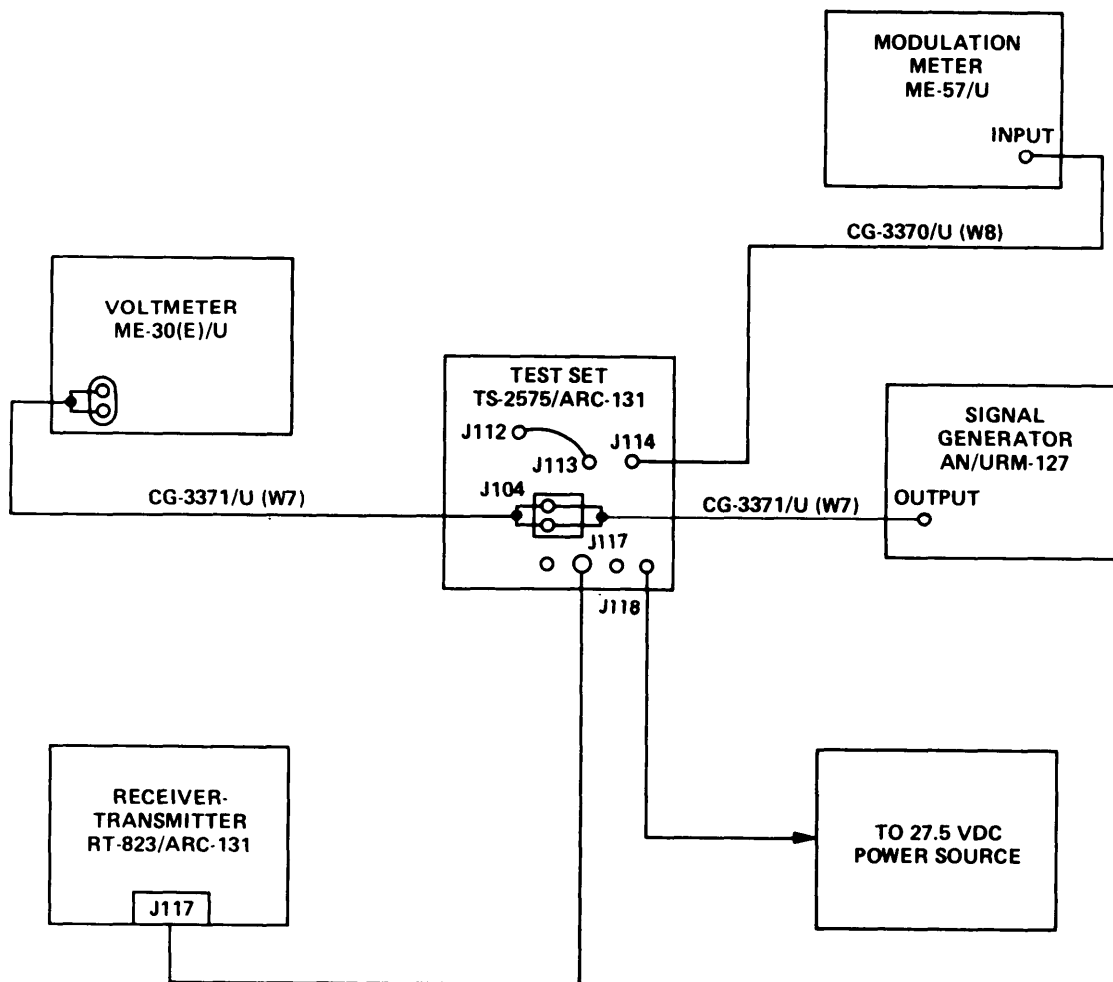 MODULATION
METER
ME-57/U
INPUT
CG-3370/U (W8)
VOLTMETER
ME-30(E)/U
CG-3371/U (W7)
TEST SET
TS-2575/ARC-131
J112
J113
J114
J104
J117
J118
CG-3371/U (W7)
SIGNAL
GENERATOR
AN/URM-127
OUTPUT
RECEIVER-
TRANSMITTER
RT-823/ARC-131
J117
TO 27.5 VDC
POWER SOURCE